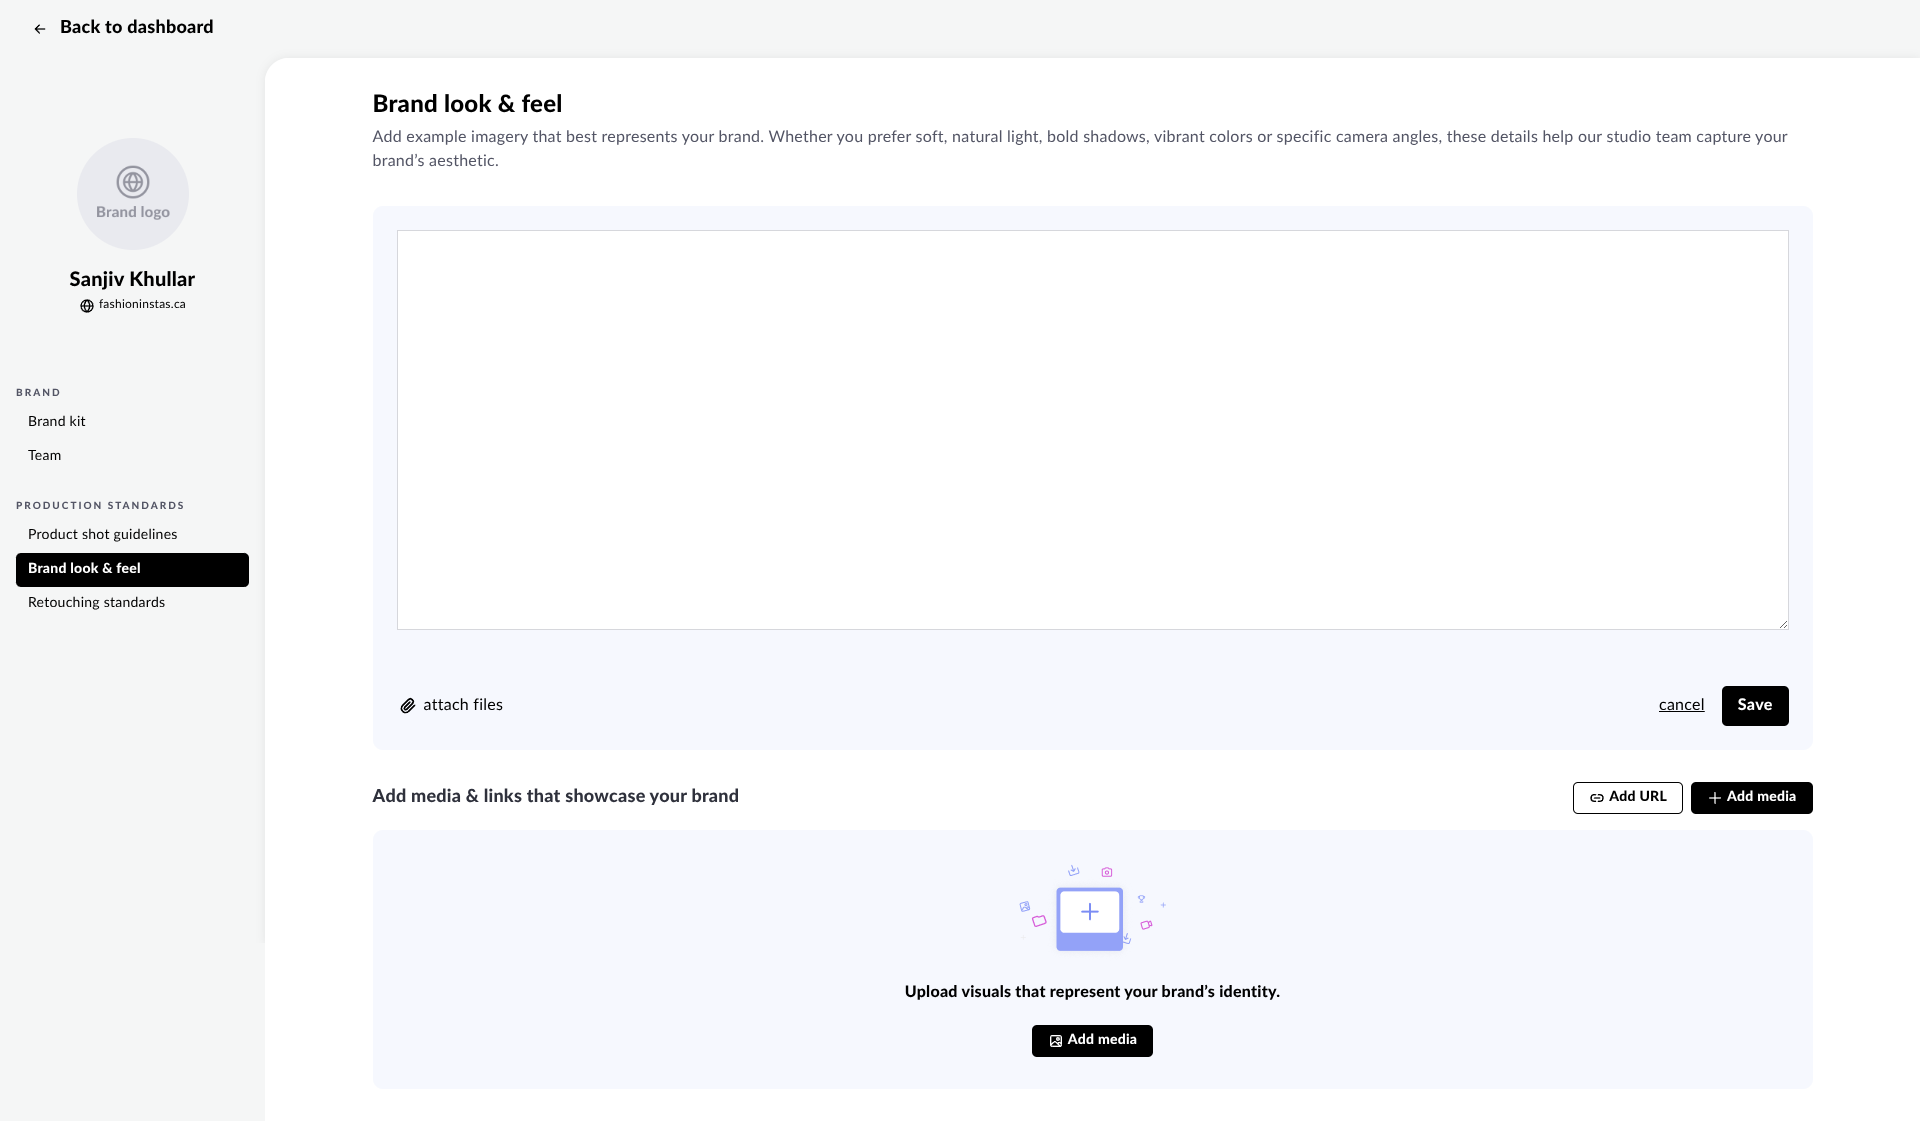 Back to dashboard
Brand logo
Sanjiv Khullar
fashioninstas.ca
BRAND
Brand kit
Team
PRODUCTION STANDARDS
Product shot guidelines
Brand look & feel
Retouching standards
Brand look & feel
Add example imagery that best represents your brand. Whether you prefer soft, natural light, bold shadows, vibrant colors or specific camera angles, these details help our studio team capture your
brand’s aesthetic.
attach files
cancel
Save
Add media & links that showcase your brand
Add URL
Add media
Upload visuals that represent your brand’s identity.
Add media